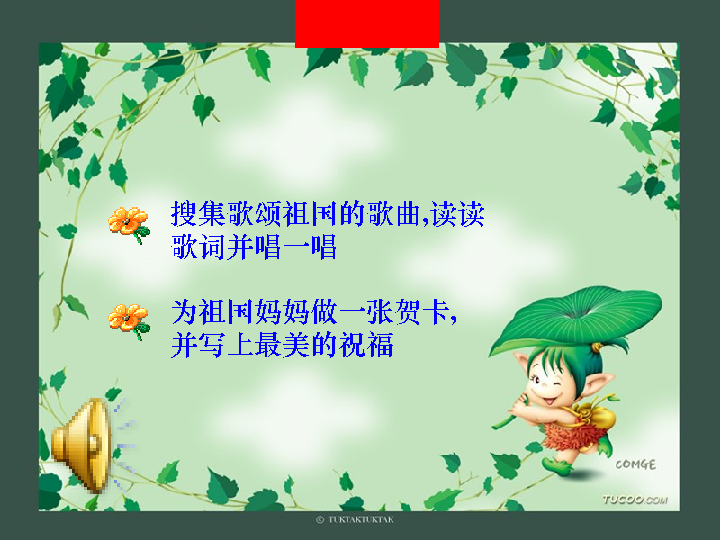 搜集歌颂祖国的歌曲,读读
歌词并唱一唱
为祖国妈妈做一张贺卡,
并写上最美的祝福
COMGE
TUCOO.COM
© TUKTAKTUKTAK